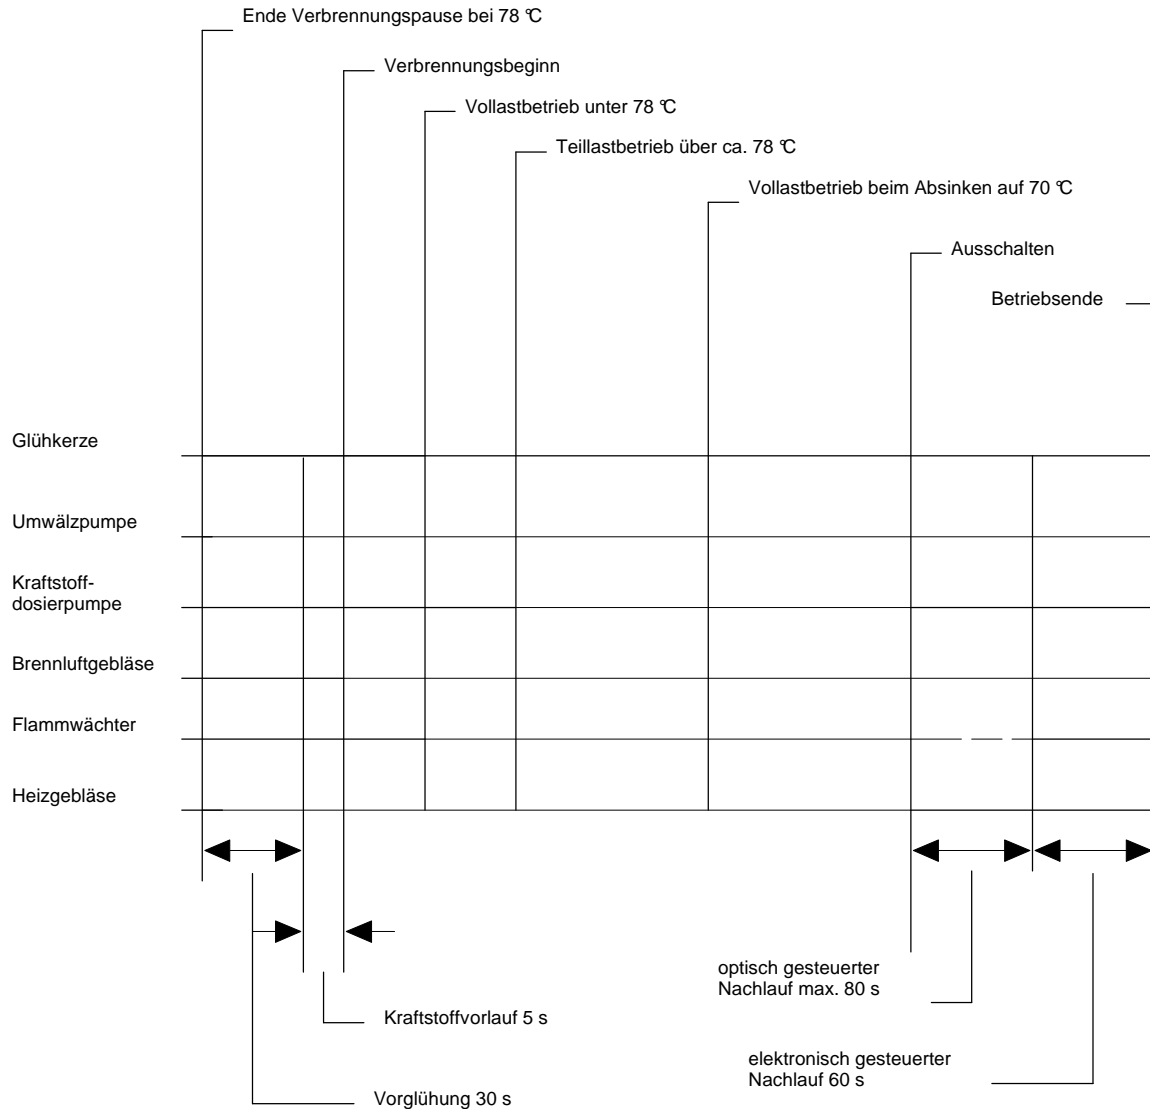 Ende Verbrennungspause bei 78 °C
Verbrennungsbeginn
Vollastbetrieb unter 78 °C
Teillastbetrieb über ca. 78 °C
Vollastbetrieb beim Absinken auf 70 °C
Ausschalten
Betriebsende
Glühkerze
Umwälzpumpe
Kraftstoff-
dosierpumpe
Brennluftgebläse
Flammwächter
Heizgebläse
optisch gesteuerter
Nachlauf max. 80 s
Kraftstoffvorlauf 5 s
elektronisch gesteuerter
Nachlauf 60 s
Vorglühung 30 s